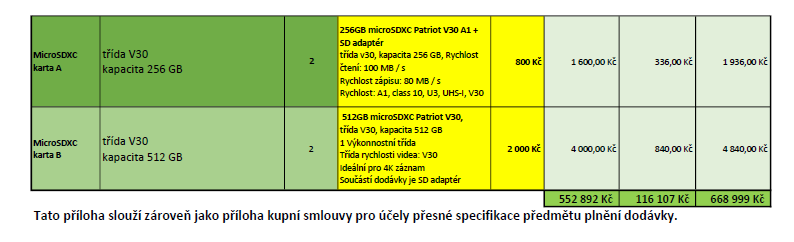 MicroSDXC
karta A
třída V30
kapacita 256 GB
2
256GB microSDXC Patriot V30 A1 +
SD adaptér
třída v30, kapacita 256 GB, Rychlost
čtení: 100 MB / s
Rychlost zápisu: 80 MB / s
Rychlost: A1, class 10, U3, UHS-I, V30
800 Kč
1 600,00 Kč
336,00 Kč
1 936,00 Kč
MicroSDXC
karta B
třída V30
kapacita 512 GB
2
512GB microSDXC Patriot V30,
třída V30, kapacita 512 GB
1 Výkonnostní třída
Třída rychlosti videa: V30
Ideální pro 4K záznam
Součástí dodávky je SD adaptér
2 000 Kč
4 000,00 Kč
840,00 Kč
4 840,00 Kč
552 892 Kč
116 107 Kč
668 999 Kč
Tato příloha slouží zároveň jako příloha kupní smlouvy pro účely přesné specifikace předmětu plnění dodávky.